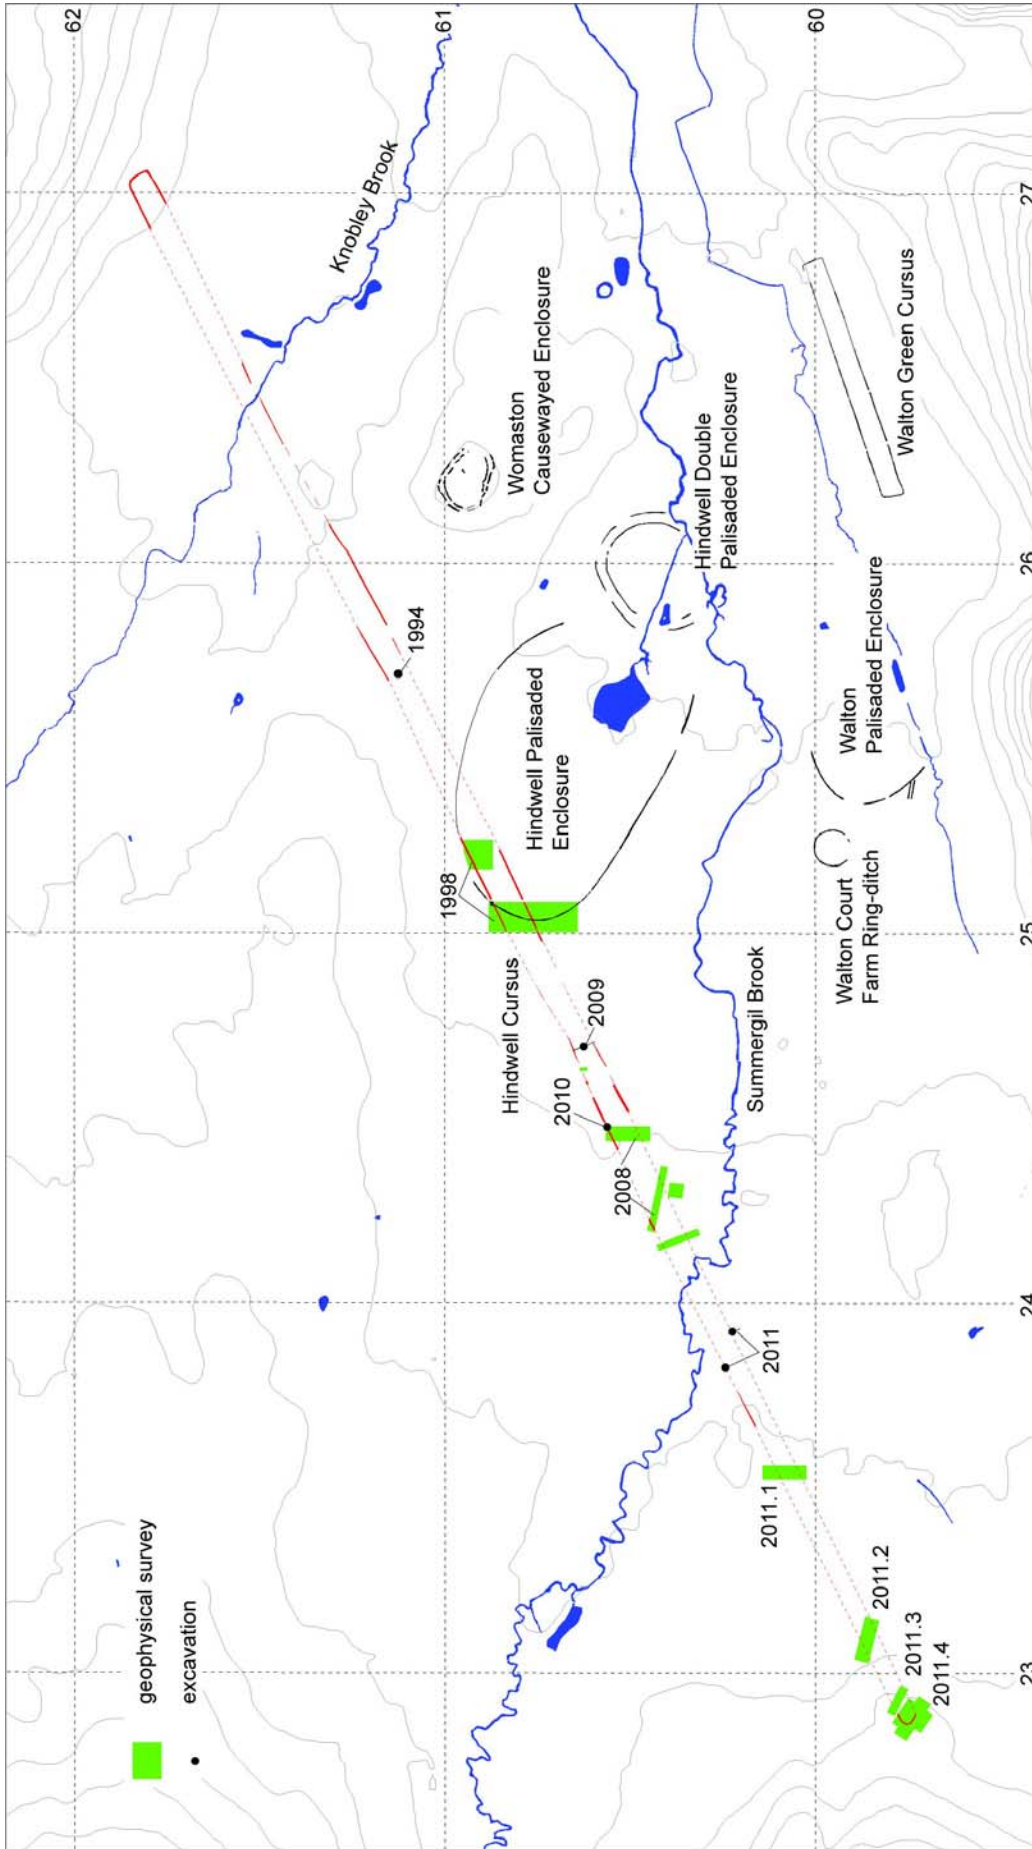 geophysical survey
excavation
62
61
60
Knobley Brook
Womaston
Causewayed Enclosure
1994
Hindwell Palisaded
Enclosure
1998
Hindwell Double
Palisaded Enclosure
Hindwell Cursus
2009
2010
2008
Summergil Brook
Walton Green Cursus
Walton
Palisaded Enclosure
Walton Court
Farm Ring-ditch
2011
2011.1
2011.2
2011.3
2011.4
23
24
25
26
27